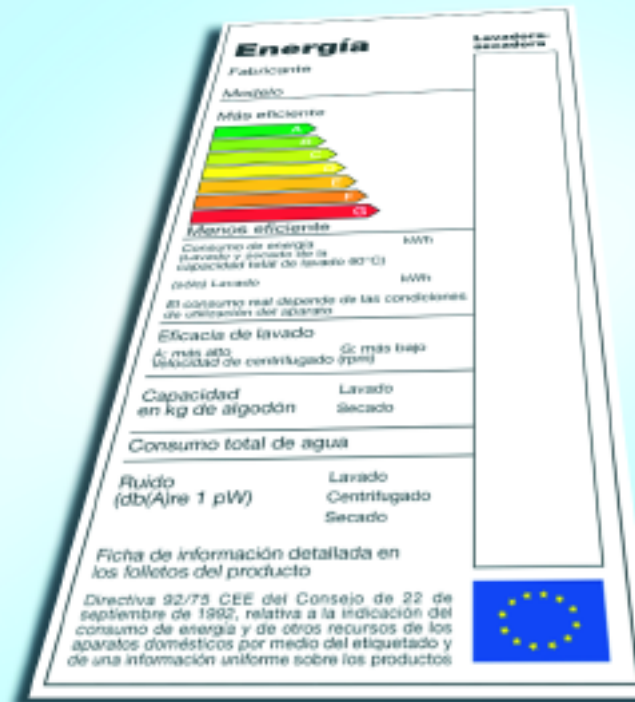 Energía
Lavadora-
secadora
Fabricante
Modelo
Más eficiente
A
B
C
D
E
F
G
Menos eficiente
Consumo de energía
kWh
(Lavado y secado de la
capacidad total de lavado 60°C)
(sólo) Lavado
kWh
El consumo real depende de las condiciones
de utilización del aparato
Eficacia de lavado
A: más alto
G: más bajo
Velocidad de centrifugado (rpm)
Capacidad
en kg de algodón
Lavado
Secado
Consumo total de agua
Ruido
(db(A)re 1 pW)
Lavado
Centrifugado
Secado
Ficha de información detallada en
los folletos del producto
Directiva 92/75 CEE del Consejo de 22 de
septiembre de 1992, relativa a la indicación del
consumo de energía y de otros recursos de los
aparatos domésticos por medio del etiquetado y
de una información uniforme sobre los productos